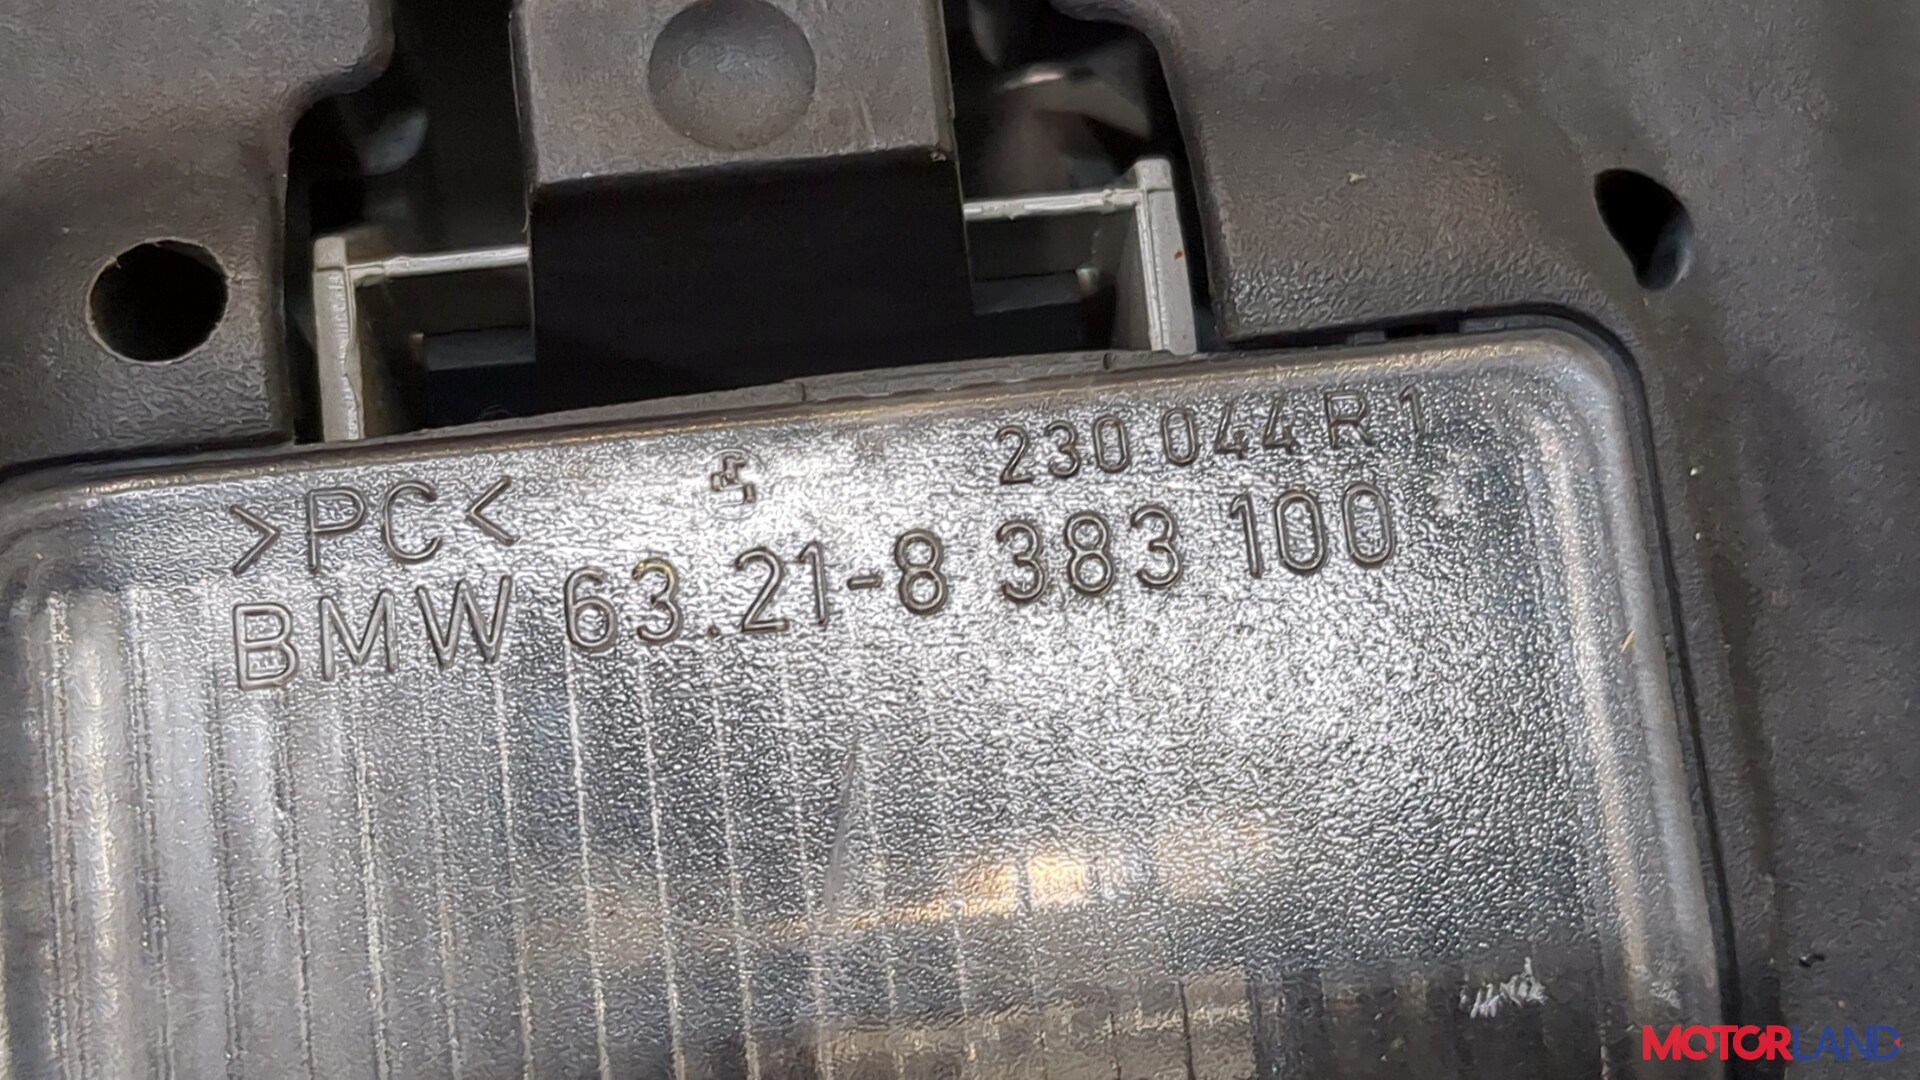 230 044 R 1
>PC<
BMW 63.21-8 383 100
MOTORLAND